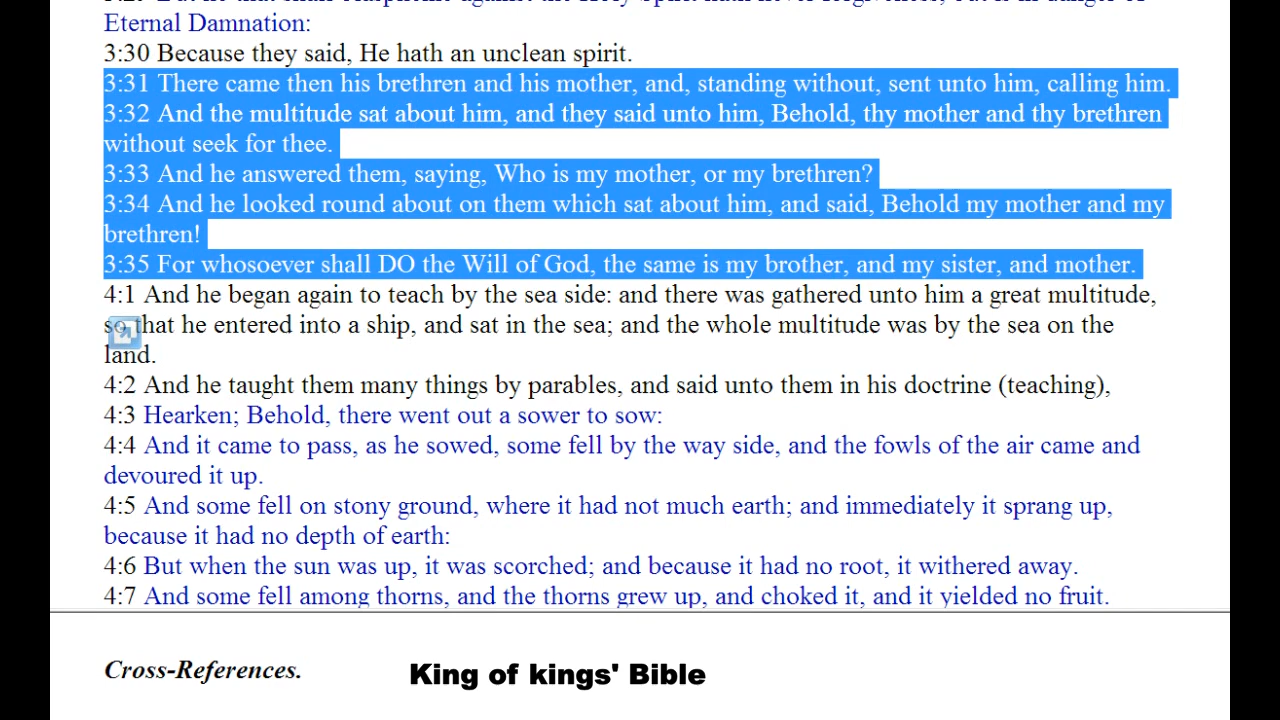 Eternal Damnation:
3:30 Because they said, He hath an unclean spirit.
3:31 There came then his brethren and his mother, and, standing without, sent unto him, calling him.
3:32 And the multitude sat about him, and they said unto him, Behold, thy mother and thy brethren
without seek for thee.
3:33 And he answered them, saying, Who is my mother, or my brethren?
3:34 And he looked round about on them which sat about him, and said, Behold my mother and my
brethren!
3:35 For whosoever shall DO the Will of God, the same is my brother, and my sister, and mother.
4:1 And he began again to teach by the sea side: and there was gathered unto him a great multitude,
so that he entered into a ship, and sat in the sea; and the whole multitude was by the sea on the
land.
4:2 And he taught them many things by parables, and said unto them in his doctrine (teaching),
4:3 Hearken; Behold, there went out a sower to sow:
4:4 And it came to pass, as he sowed, some fell by the way side, and the fowls of the air came and
devoured it up.
4:5 And some fell on stony ground, where it had not much earth; and immediately it sprang up,
because it had no depth of earth:
4:6 But when the sun was up, it was scorched; and because it had no root, it withered away.
4:7 And some fell among thorns, and the thorns grew up, and choked it, and it yielded no fruit.
Cross-References.
King of kings' Bible